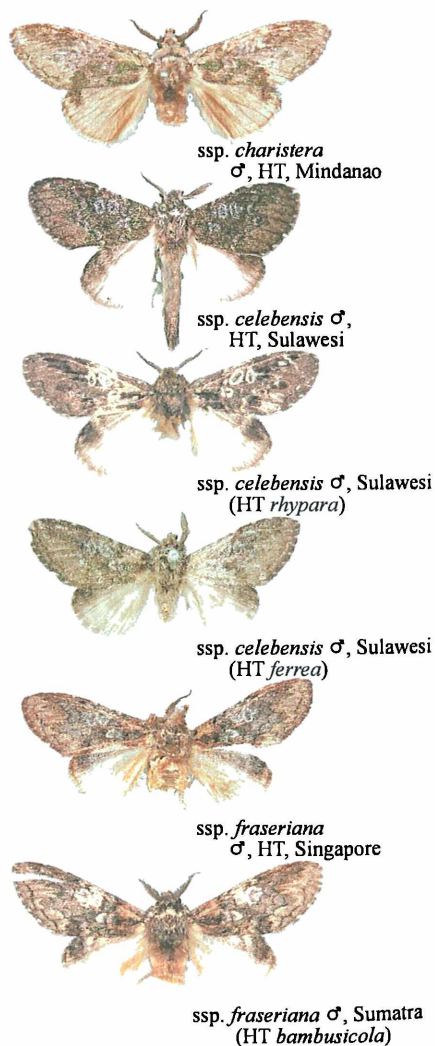 ssp. charistera
♂, HT, Mindanao
ssp. celebensis ♂,
HT, Sulawesi
ssp. celebensis ♂, Sulawesi
(HT rhypara)
ssp. celebensis ♂, Sulawesi
(HT ferrea)
ssp. fraseriana
♂, HT, Singapore
ssp. fraseriana ♂, Sumatra
(HT bambusicola)